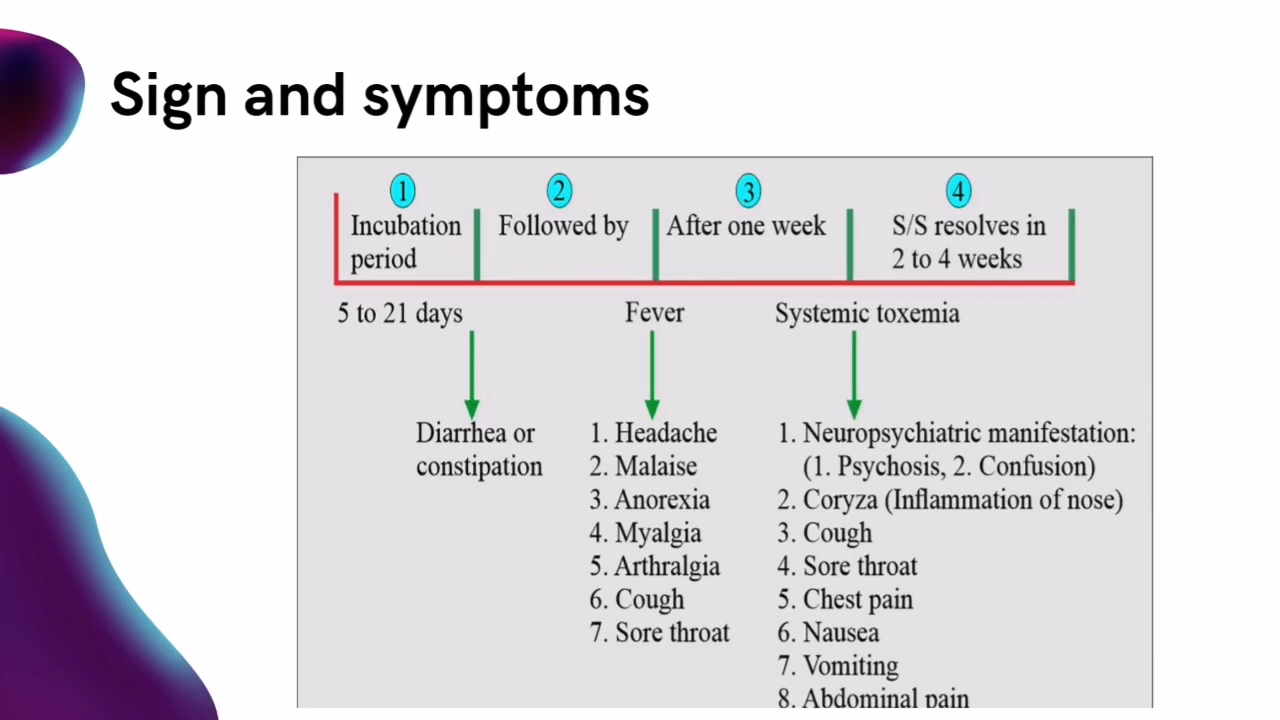 Sign and symptoms
1
Incubation
period
2
Followed by
3
After one week
4
S/S resolves in
2 to 4 weeks
5 to 21 days
Fever
Systemic toxemia
Diarrhea or
constipation
1. Headache
2. Malaise
3. Anorexia
4. Myalgia
5. Arthralgia
6. Cough
7. Sore throat
1. Neuropsychiatric manifestation:
(1. Psychosis, 2. Confusion)
2. Coryza (Inflammation of nose)
3. Cough
4. Sore throat
5. Chest pain
6. Nausea
7. Vomiting
8. Abdominal pain